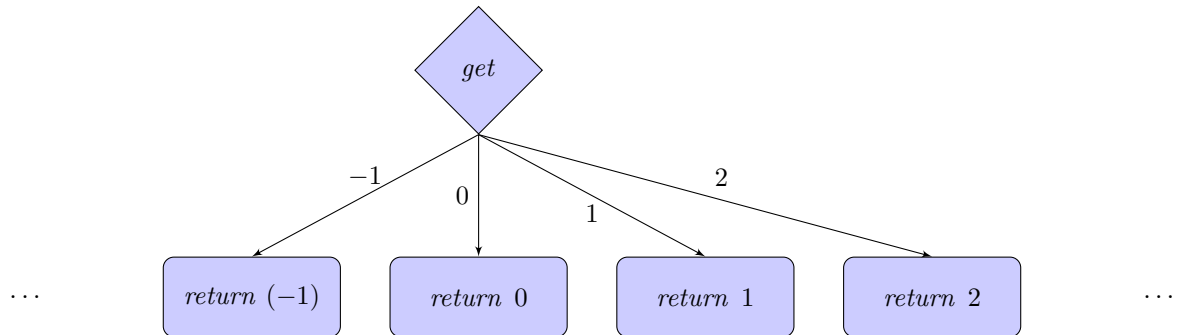 get
−1
0
1
2
⋯
return (−1)
return 0
return 1
return 2
⋯